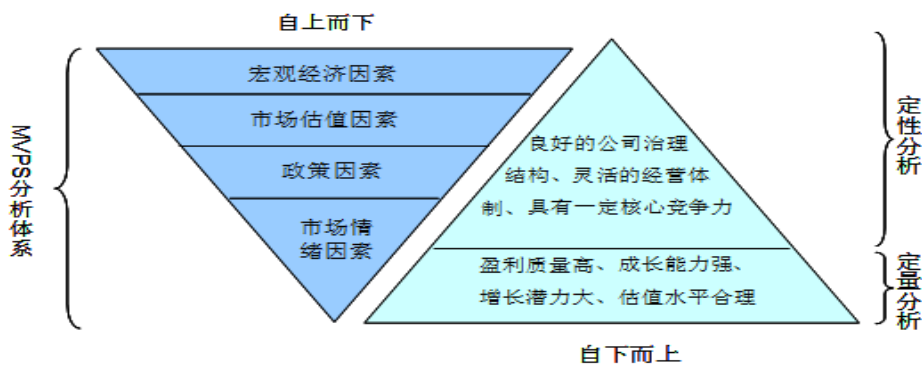 自上而下
MVPS分析体系
宏观经济因素
市场估值因素
政策因素
市场情
绪因素
良好的公司治理
结构、灵活的经营体
制、具有一定核心竞争力
盈利质量高、成长能力强、
增长潜力大、估值水平合理
定性分析
定量分析
自下而上